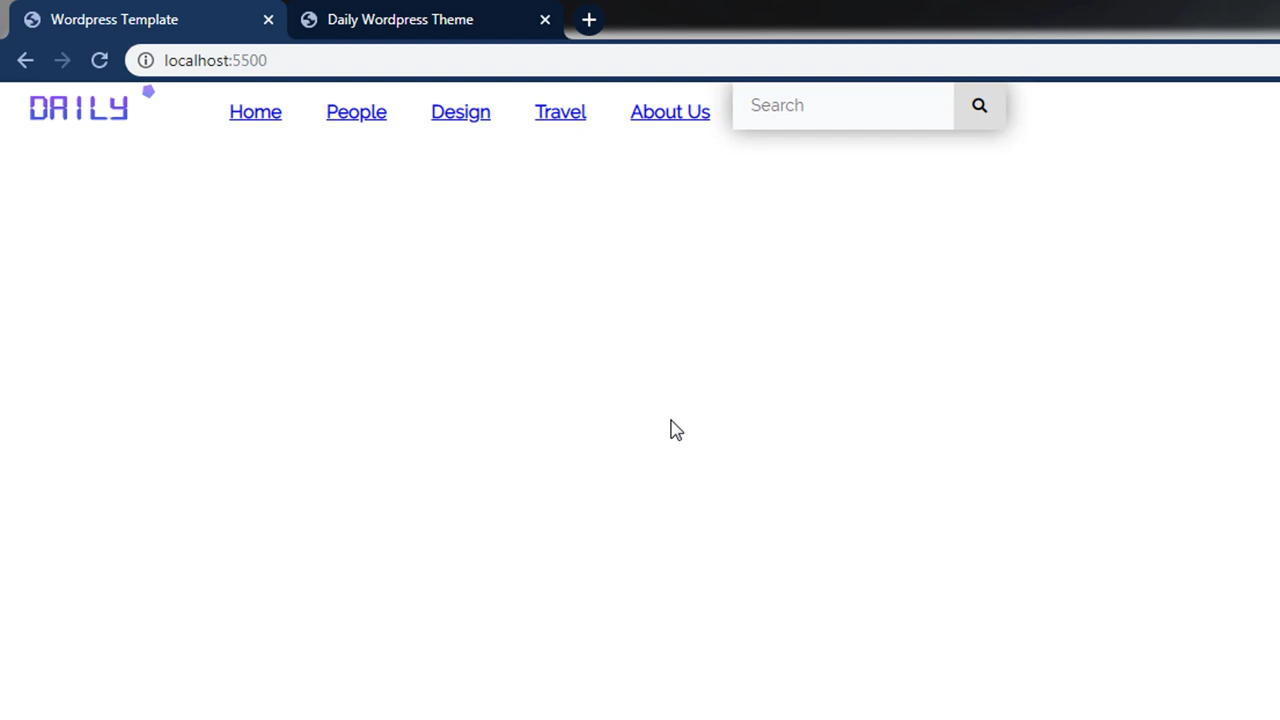 Wordpress Template
Daily Wordpress Theme
localhost:5500
DAILY
Home People Design Travel About Us Search